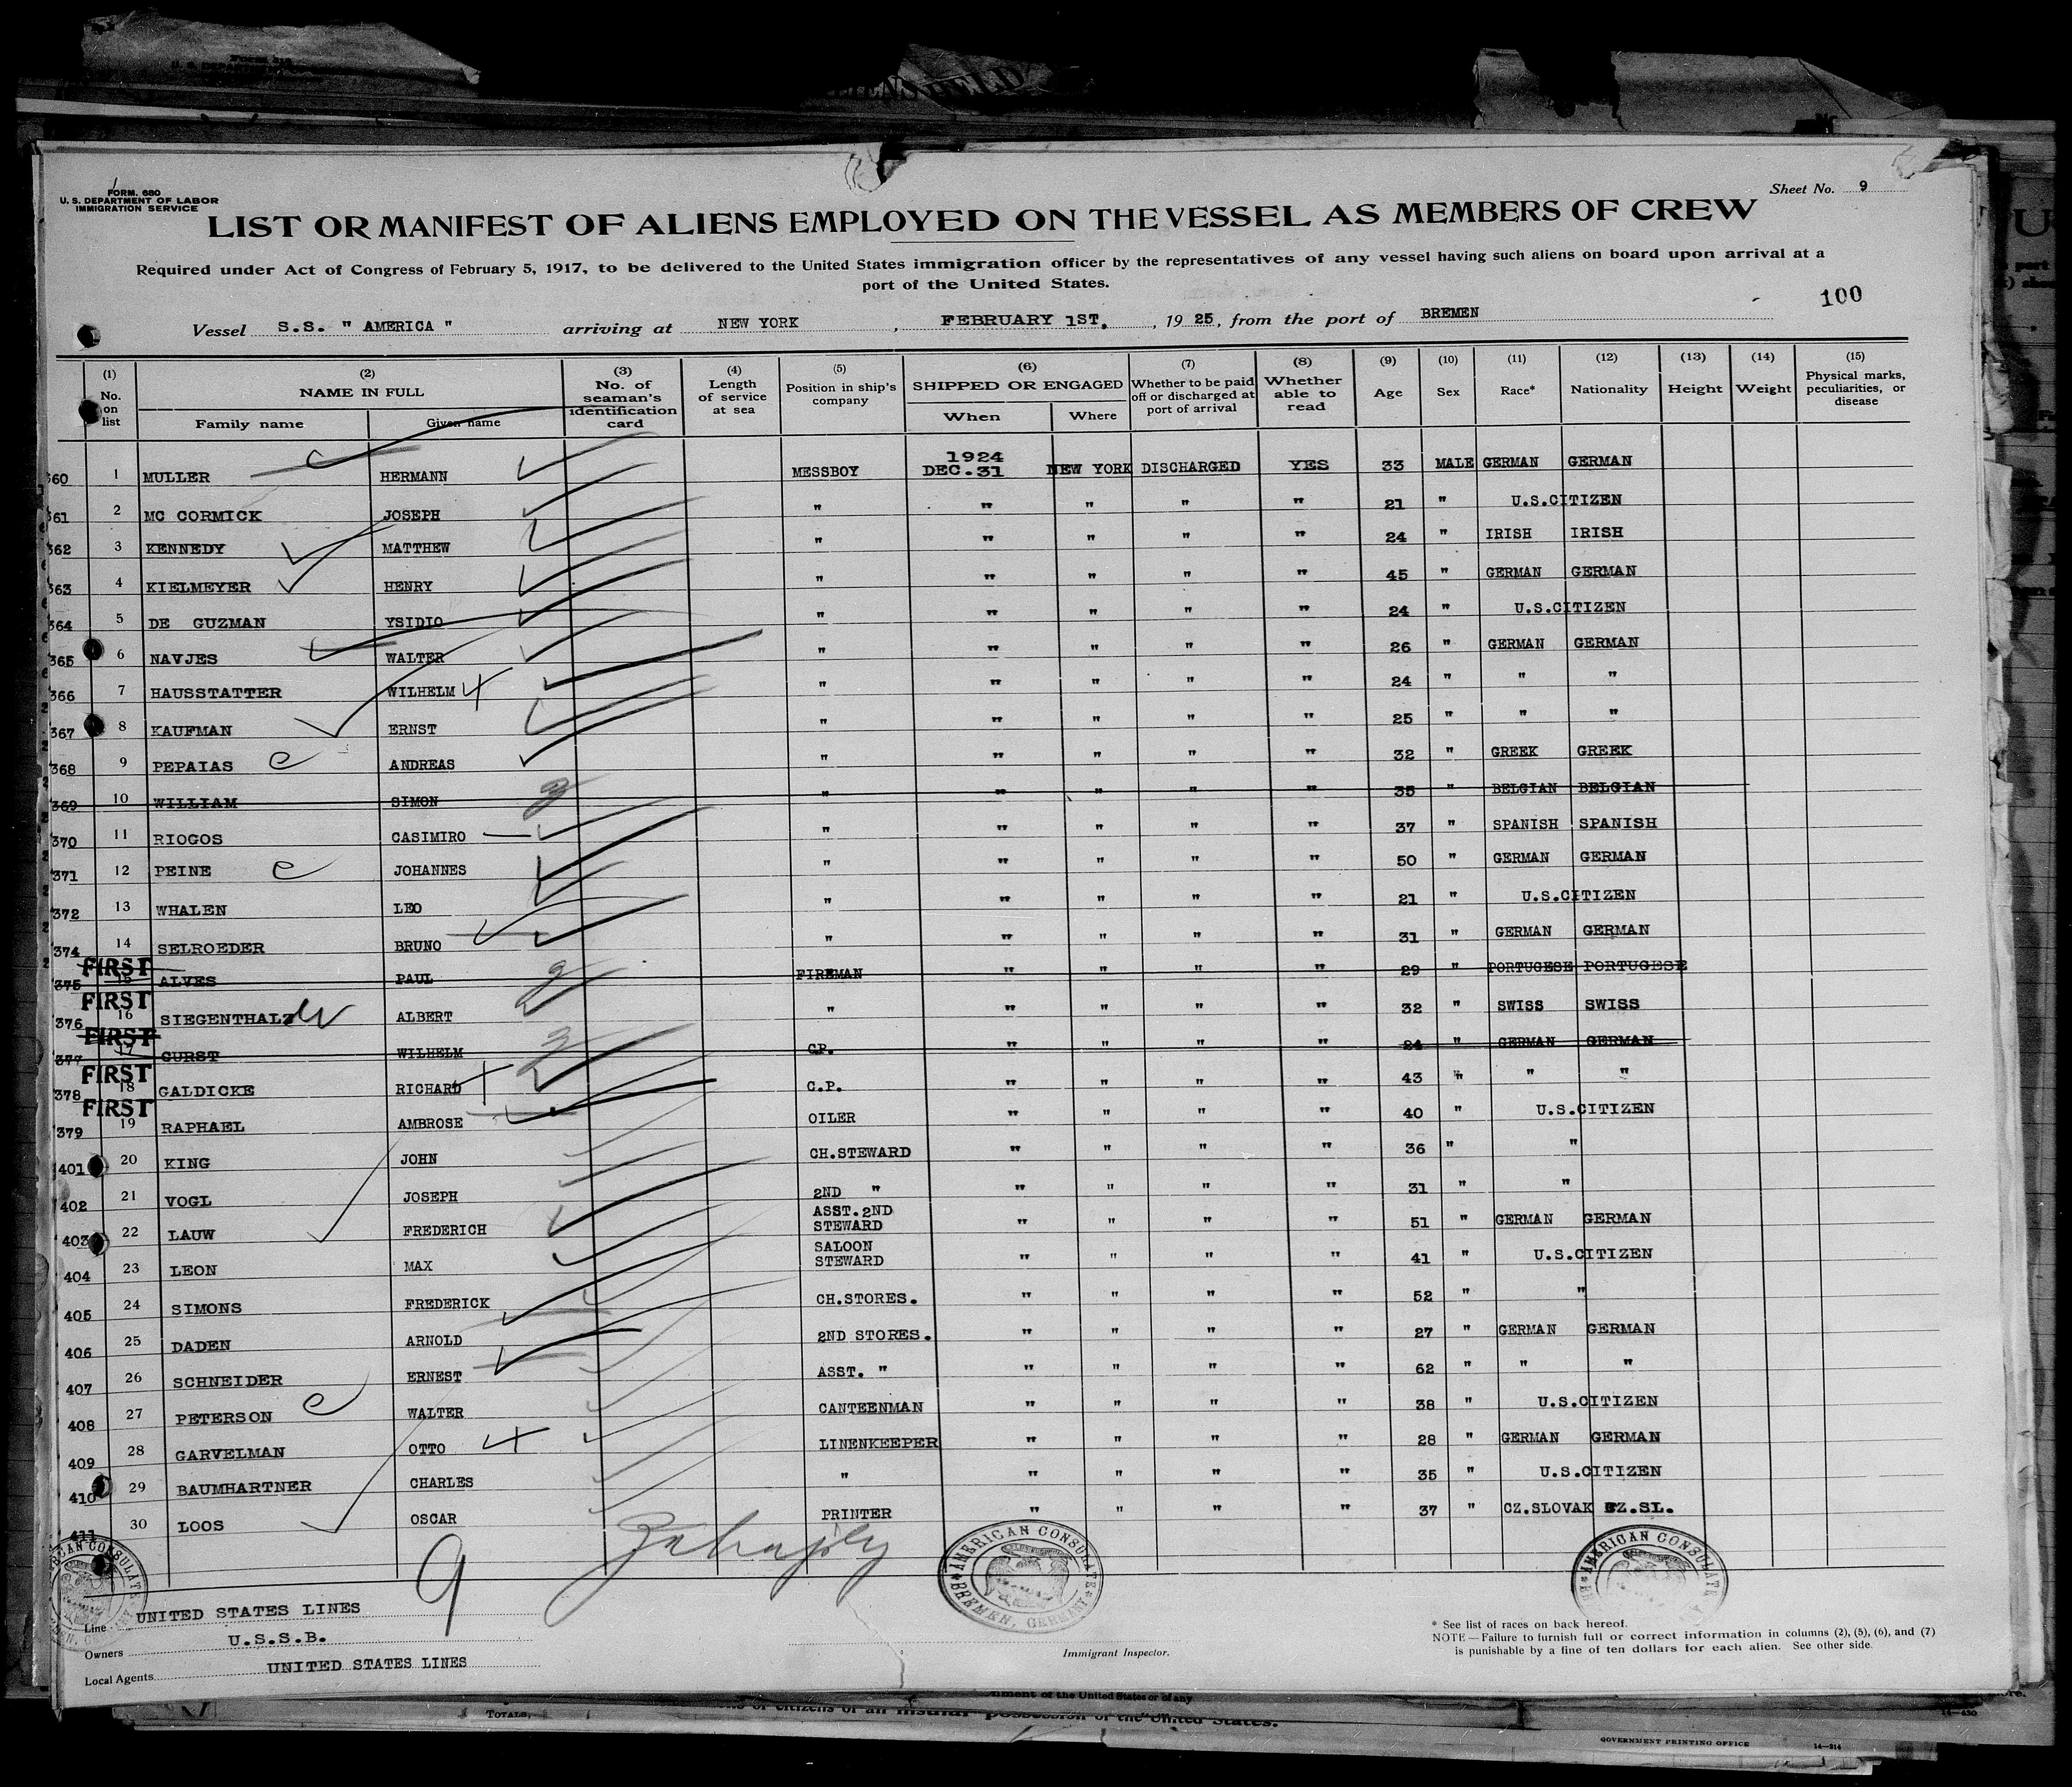 FORM. 680
U. S. DEPARTMENT OF LABOR
IMMIGRATION SERVICE
Sheet No. 9
LIST OR MANIFEST OF ALIENS EMPLOYED ON THE VESSEL AS MEMBERS OF CREW
Required under Act of Congress of February 5, 1917, to be delivered to the United States immigration officer by the representatives of any vessel having such aliens on board upon arrival at a
port of the United States.
100
Vessel S.S. " AMERICA " arriving at NEW YORK, FEBRUARY 1ST., 19 25, from the port of BREMEN
(1) No. on list (2) NAME IN FULL Family name Given name (3) No. of seaman's identification card (4) Length of service at sea (5) Position in ship's company (6) SHIPPED OR ENGAGED When Where (7) Whether to be paid off or discharged at port of arrival (8) Whether able to read (9) Age (10) Sex (11) Race* (12) Nationality (13) Height (14) Weight (15) Physical marks, peculiarities, or disease
360 1 MULLER HERMANN MESSBOY 1924 DEC.31 NEW YORK DISCHARGED YES 33 MALE GERMAN GERMAN
361 2 MC CORMICK JOSEPH " " " " " 21 " U.S.CITIZEN
362 3 KENNEDY MATTHEW " " " " " 24 " IRISH IRISH
363 4 KIELMEYER HENRY " " " " " 45 " GERMAN GERMAN
364 5 DE GUZMAN YSIDIO " " " " " 24 " U.S.CITIZEN
365 6 NAVJES WALTER " " " " " 26 " GERMAN GERMAN
366 7 HAUSSTATTER WILHELM " " " " " 24 " " "
367 8 KAUFMAN ERNST " " " " " 25 " " "
368 9 PEPAIAS ANDREAS " " " " " 32 " GREEK GREEK
369 10 WILLIAM SIMON " " " " " 35 " BELGIAN BELGIAN
370 11 RIOGOS CASIMIRO " " " " " 37 " SPANISH SPANISH
371 12 PEINE JOHANNES " " " " " 50 " GERMAN GERMAN
372 13 WHALEN LEO " " " " " 21 " U.S.CITIZEN
374 14 SELROEDER BRUNO " " " " " 31 " GERMAN GERMAN
FIRST
375 15 ALVES PAUL FIREMAN " " " " 29 " PORTUGESE PORTUGESE
FIRST
376 16 SIEGENTHALER ALBERT " " " " " 32 " SWISS SWISS
FIRST
377 17 GURST WILHELM CP. " " " " 24 " GERMAN GERMAN
FIRST
378 18 GALDICKE RICHARD C.P. " " " " 43 " " "
FIRST
379 19 RAPHAEL AMBROSE OILER " " " " 40 " U.S.CITIZEN
401 20 KING JOHN CH.STEWARD " " " " 36 " "
402 21 VOGL JOSEPH 2ND " " " " " 31 " "
403 22 LAUW FREDERICH ASST.2ND STEWARD " " " " 51 " GERMAN GERMAN
404 23 LEON MAX SALOON STEWARD " " " " 41 " U.S.CITIZEN
405 24 SIMONS FREDERICK CH.STORES. " " " " 52 " "
406 25 DADEN ARNOLD 2ND STORES. " " " " 27 " GERMAN GERMAN
407 26 SCHNEIDER ERNEST ASST. " " " " " 62 " " "
408 27 PETERSON WALTER CANTEENMAN " " " " 38 " U.S.CITIZEN
409 28 GARVELMAN OTTO LINENKEEPER " " " " 28 " GERMAN GERMAN
410 29 BAUMHARTNER CHARLES " " " " " 35 " U.S.CITIZEN
411 30 LOOS OSCAR PRINTER " " " " 37 " CZ.SLOVAK CZ.SL.
9
AMERICAN CONSULATE BREMEN, GERMANY
AMERICAN CONSULATE
Line UNITED STATES LINES
Owners U.S.S.B.
Local Agents UNITED STATES LINES
Immigrant Inspector.
* See list of races on back hereof.
NOTE—Failure to furnish full or correct information in columns (2), (5), (6), and (7)
is punishable by a fine of ten dollars for each alien. See other side.
TOTALS,
of citizens of an insular possession of the United States.
GOVERNMENT PRINTING OFFICE